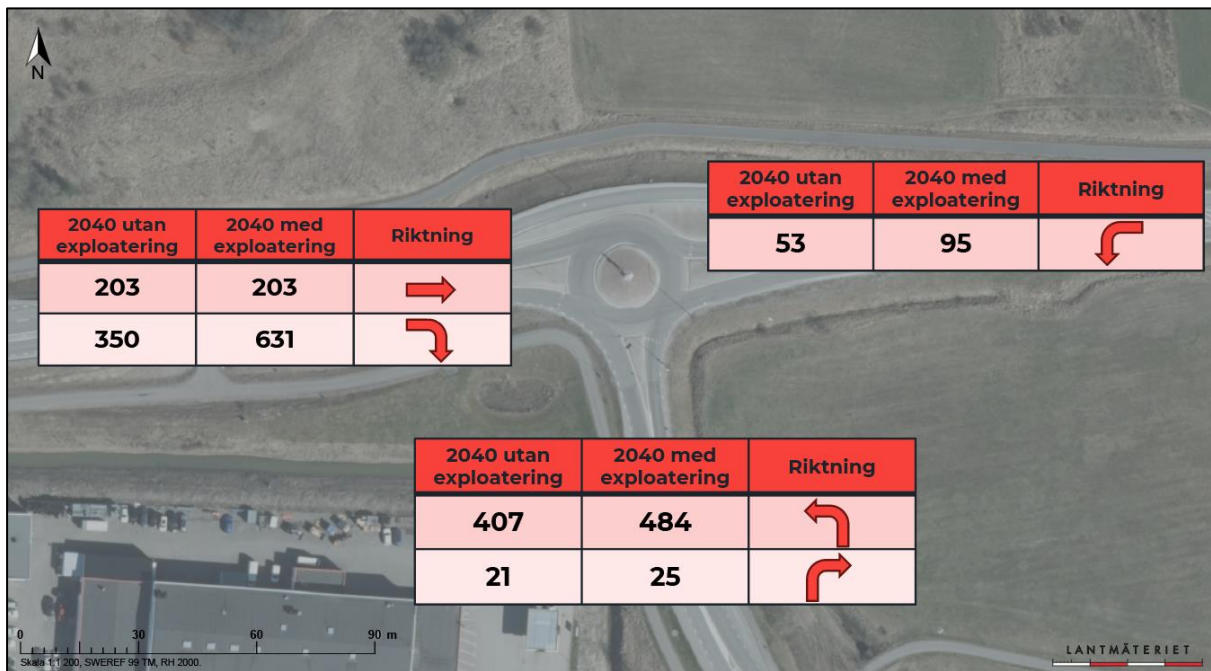 N
2040 utan exploatering 2040 med exploatering Riktning
203 203
350 631
2040 utan exploatering 2040 med exploatering Riktning
53 95
2040 utan exploatering 2040 med exploatering Riktning
407 484
21 25
0 30 60 90 m
Skala 1:1 200, SWEREF 99 TM, RH 2000.
LANTMÄTERIET